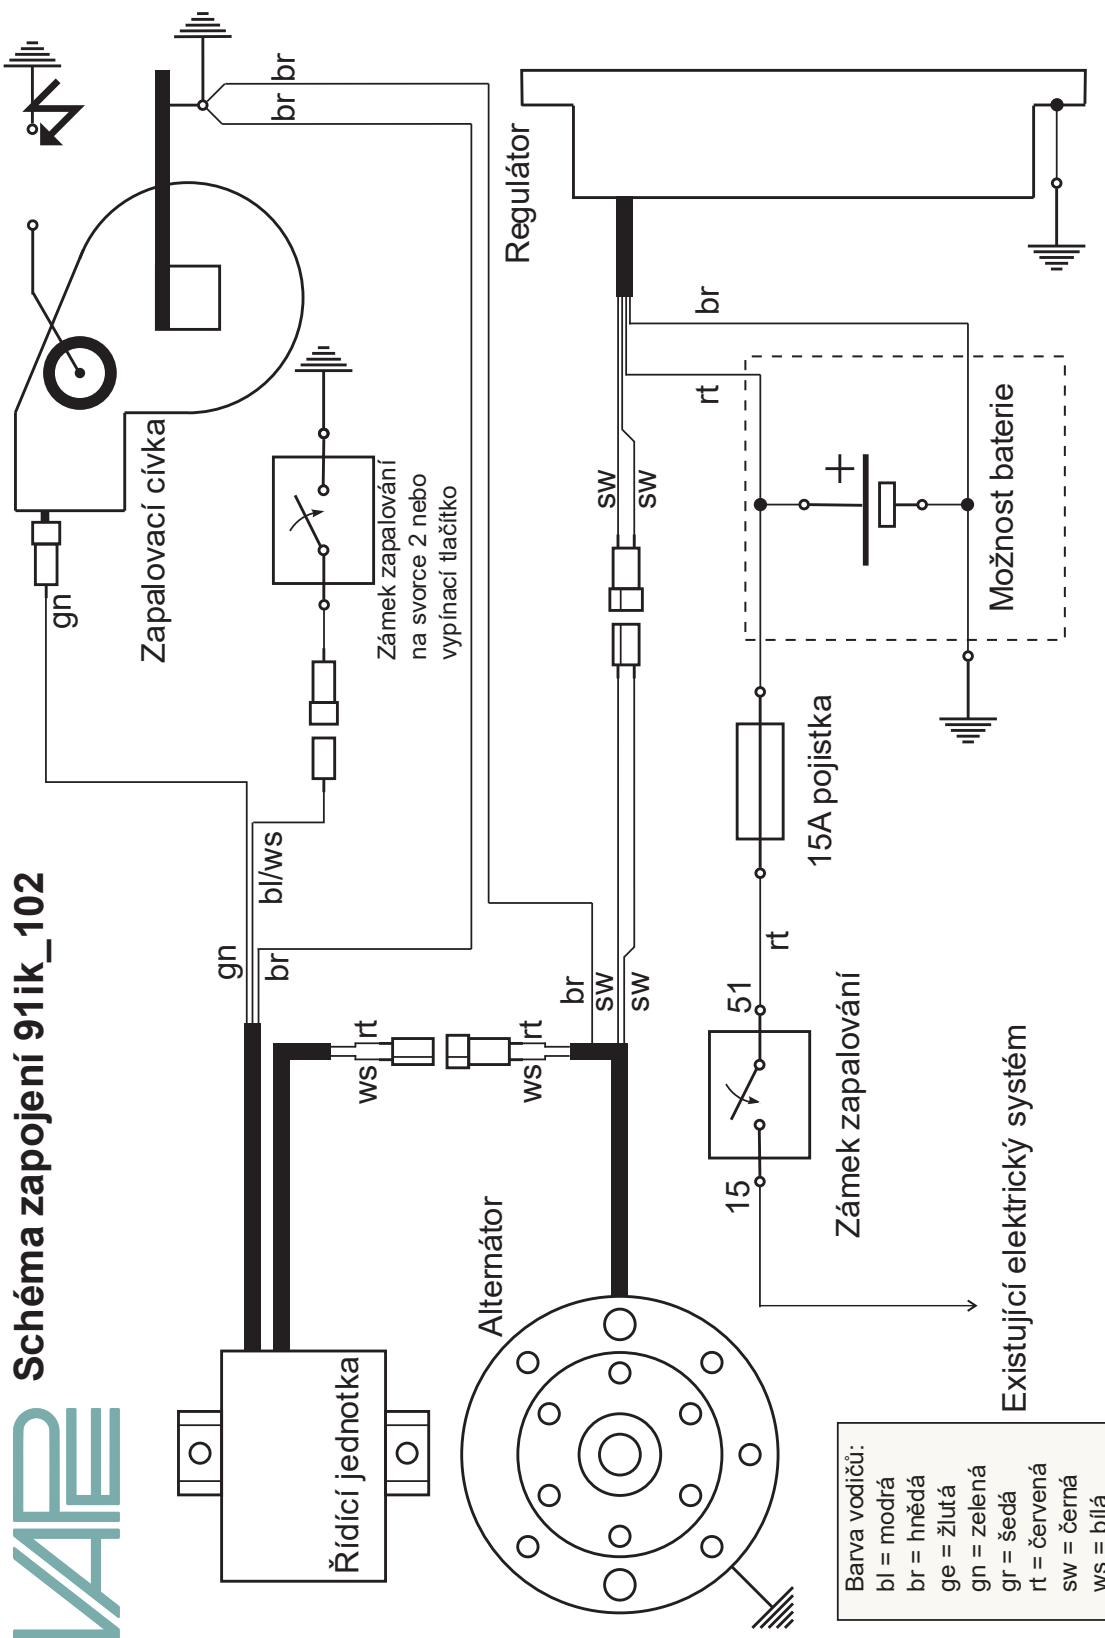 VAPE
Schéma zapojení 91ik_102
Řídící jednotka
gn
bl/ws
br
gn
Zapalovací cívka
br
br
Zámek zapalování
na svorce 2 nebo
vypínací tlačítko
ws
rt
ws
rt
Alternátor
br
sw
sw
sw
sw
Regulátor
br
rt
Možnost baterie
15A pojistka
rt
51
15
Zámek zapalování
Existující elektrický systém
Barva vodičů:
bl = modrá
br = hnědá
ge = žlutá
gn = zelená
gr = šedá
rt = červená
sw = černá
ws = bílá